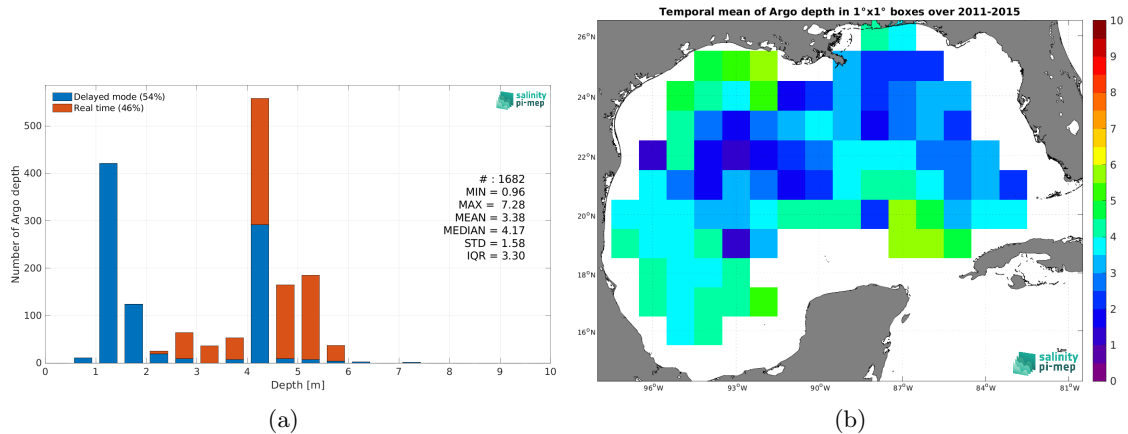 Delayed mode (54%)
Real time (46%)
salinity
pi-mep
Number of Argo depth
500
400
300
200
100
0
# : 1682
MIN = 0.96
MAX = 7.28
MEAN = 3.38
MEDIAN = 4.17
STD = 1.58
IQR = 3.30
0 1 2 3 4 5 6 7 8 9 10
Depth [m]
(a)
Temporal mean of Argo depth in 1°x1° boxes over 2011-2015
26°N
24°N
22°N
20°N
18°N
16°N
96°W 93°W 90°W 87°W 84°W 81°W
salinity
pi-mep
10
9
8
7
6
5
4
3
2
1
0
(b)